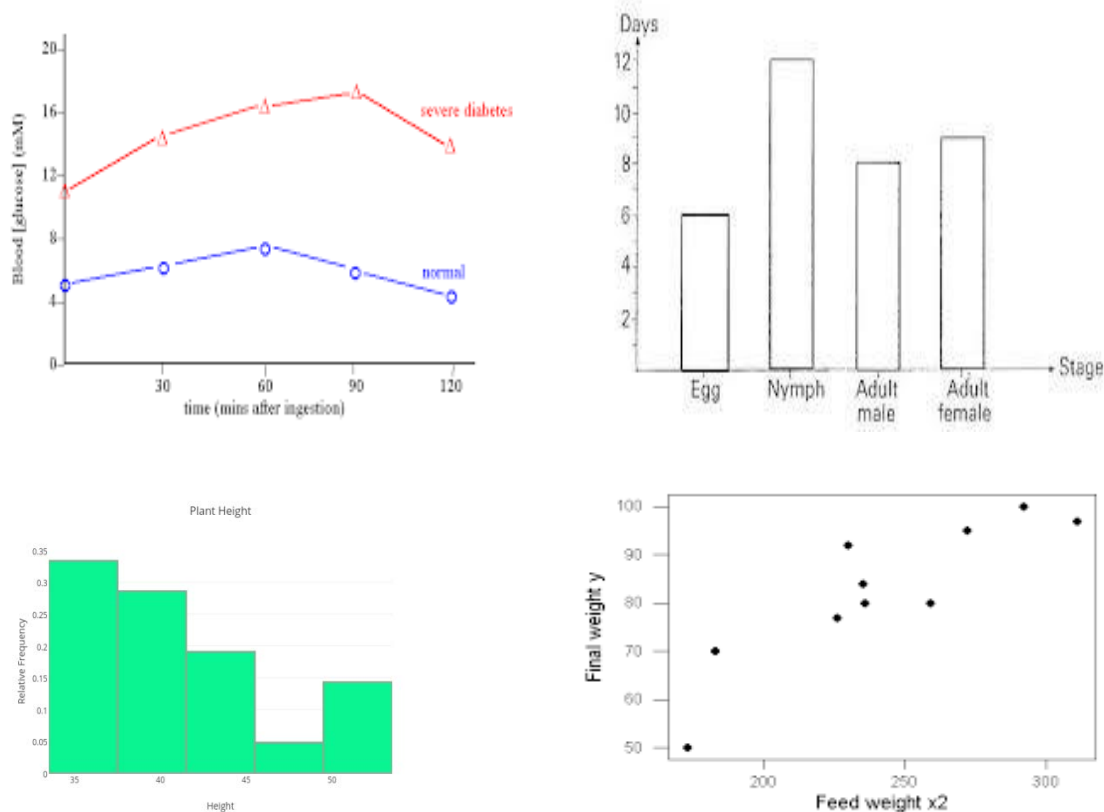 20
16
12
8
4
0
Blood [glucose] (mM)
severe diabetes
normal
30 60 90 120
time (mins after ingestion)
Days
12
10
8
6
4
2
Stage
Egg Nymph Adult male Adult female
Plant Height
0.35
0.3
0.25
0.2
0.15
0.1
0.05
0
Relative Frequency
35 40 45 50
Height
100
90
80
70
60
50
Final weight y
200 250 300
Feed weight x2